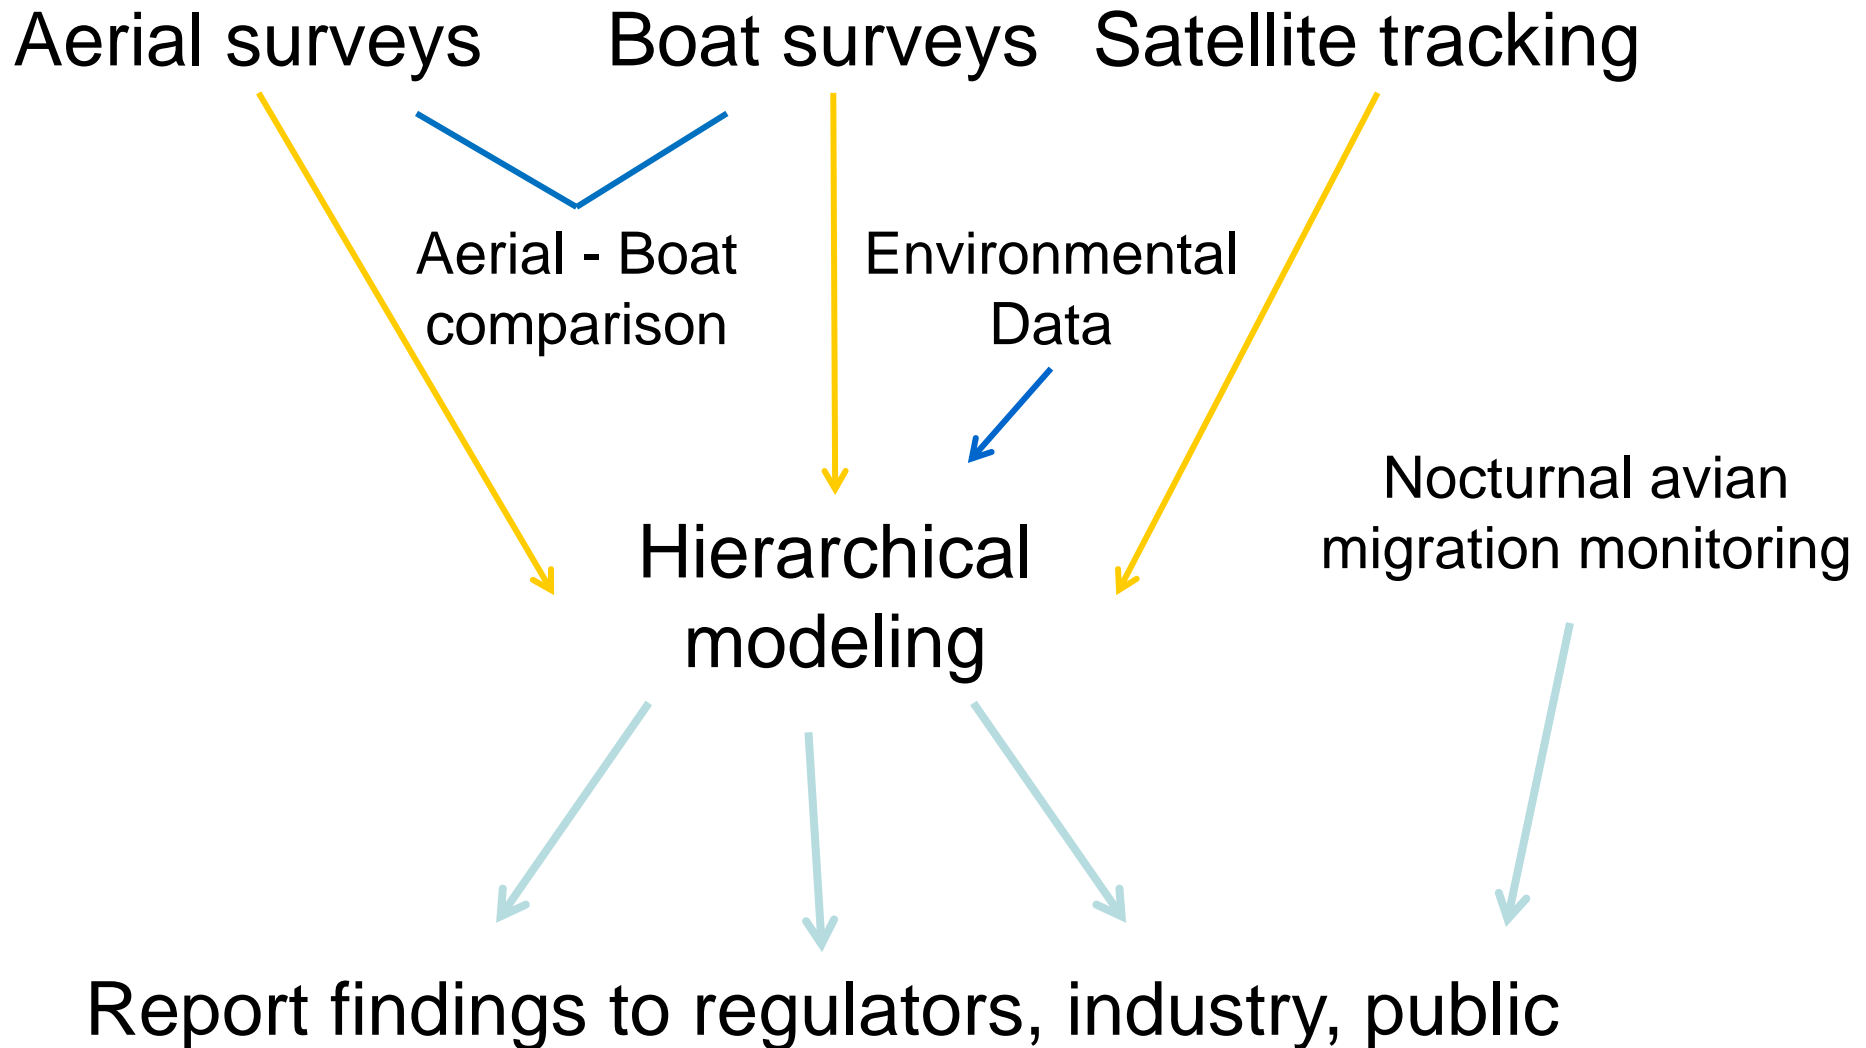 Aerial surveys
Boat surveys
Satellite tracking
Aerial - Boat
comparison
Environmental
Data
Nocturnal avian
migration monitoring
Hierarchical
modeling
Report findings to regulators, industry, public